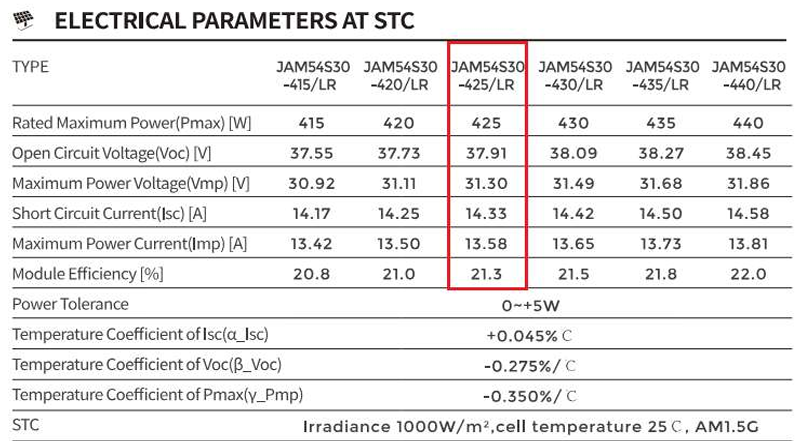 ELECTRICAL PARAMETERS AT STC
TYPE JAM54S30 -415/LR JAM54S30 -420/LR JAM54S30 -425/LR JAM54S30 -430/LR JAM54S30 -435/LR JAM54S30 -440/LR
Rated Maximum Power(Pmax) [W] 415 420 425 430 435 440
Open Circuit Voltage(Voc) [V] 37.55 37.73 37.91 38.09 38.27 38.45
Maximum Power Voltage(Vmp) [V] 30.92 31.11 31.30 31.49 31.68 31.86
Short Circuit Current(Isc) [A] 14.17 14.25 14.33 14.42 14.50 14.58
Maximum Power Current(Imp) [A] 13.42 13.50 13.58 13.65 13.73 13.81
Module Efficiency [%] 20.8 21.0 21.3 21.5 21.8 22.0
Power Tolerance 0~+5W
Temperature Coefficient of Isc(α_Isc) +0.045%℃
Temperature Coefficient of Voc(β_Voc) -0.275%/℃
Temperature Coefficient of Pmax(γ_Pmp) -0.350%/℃
STC Irradiance 1000W/m², cell temperature 25℃, AM1.5G